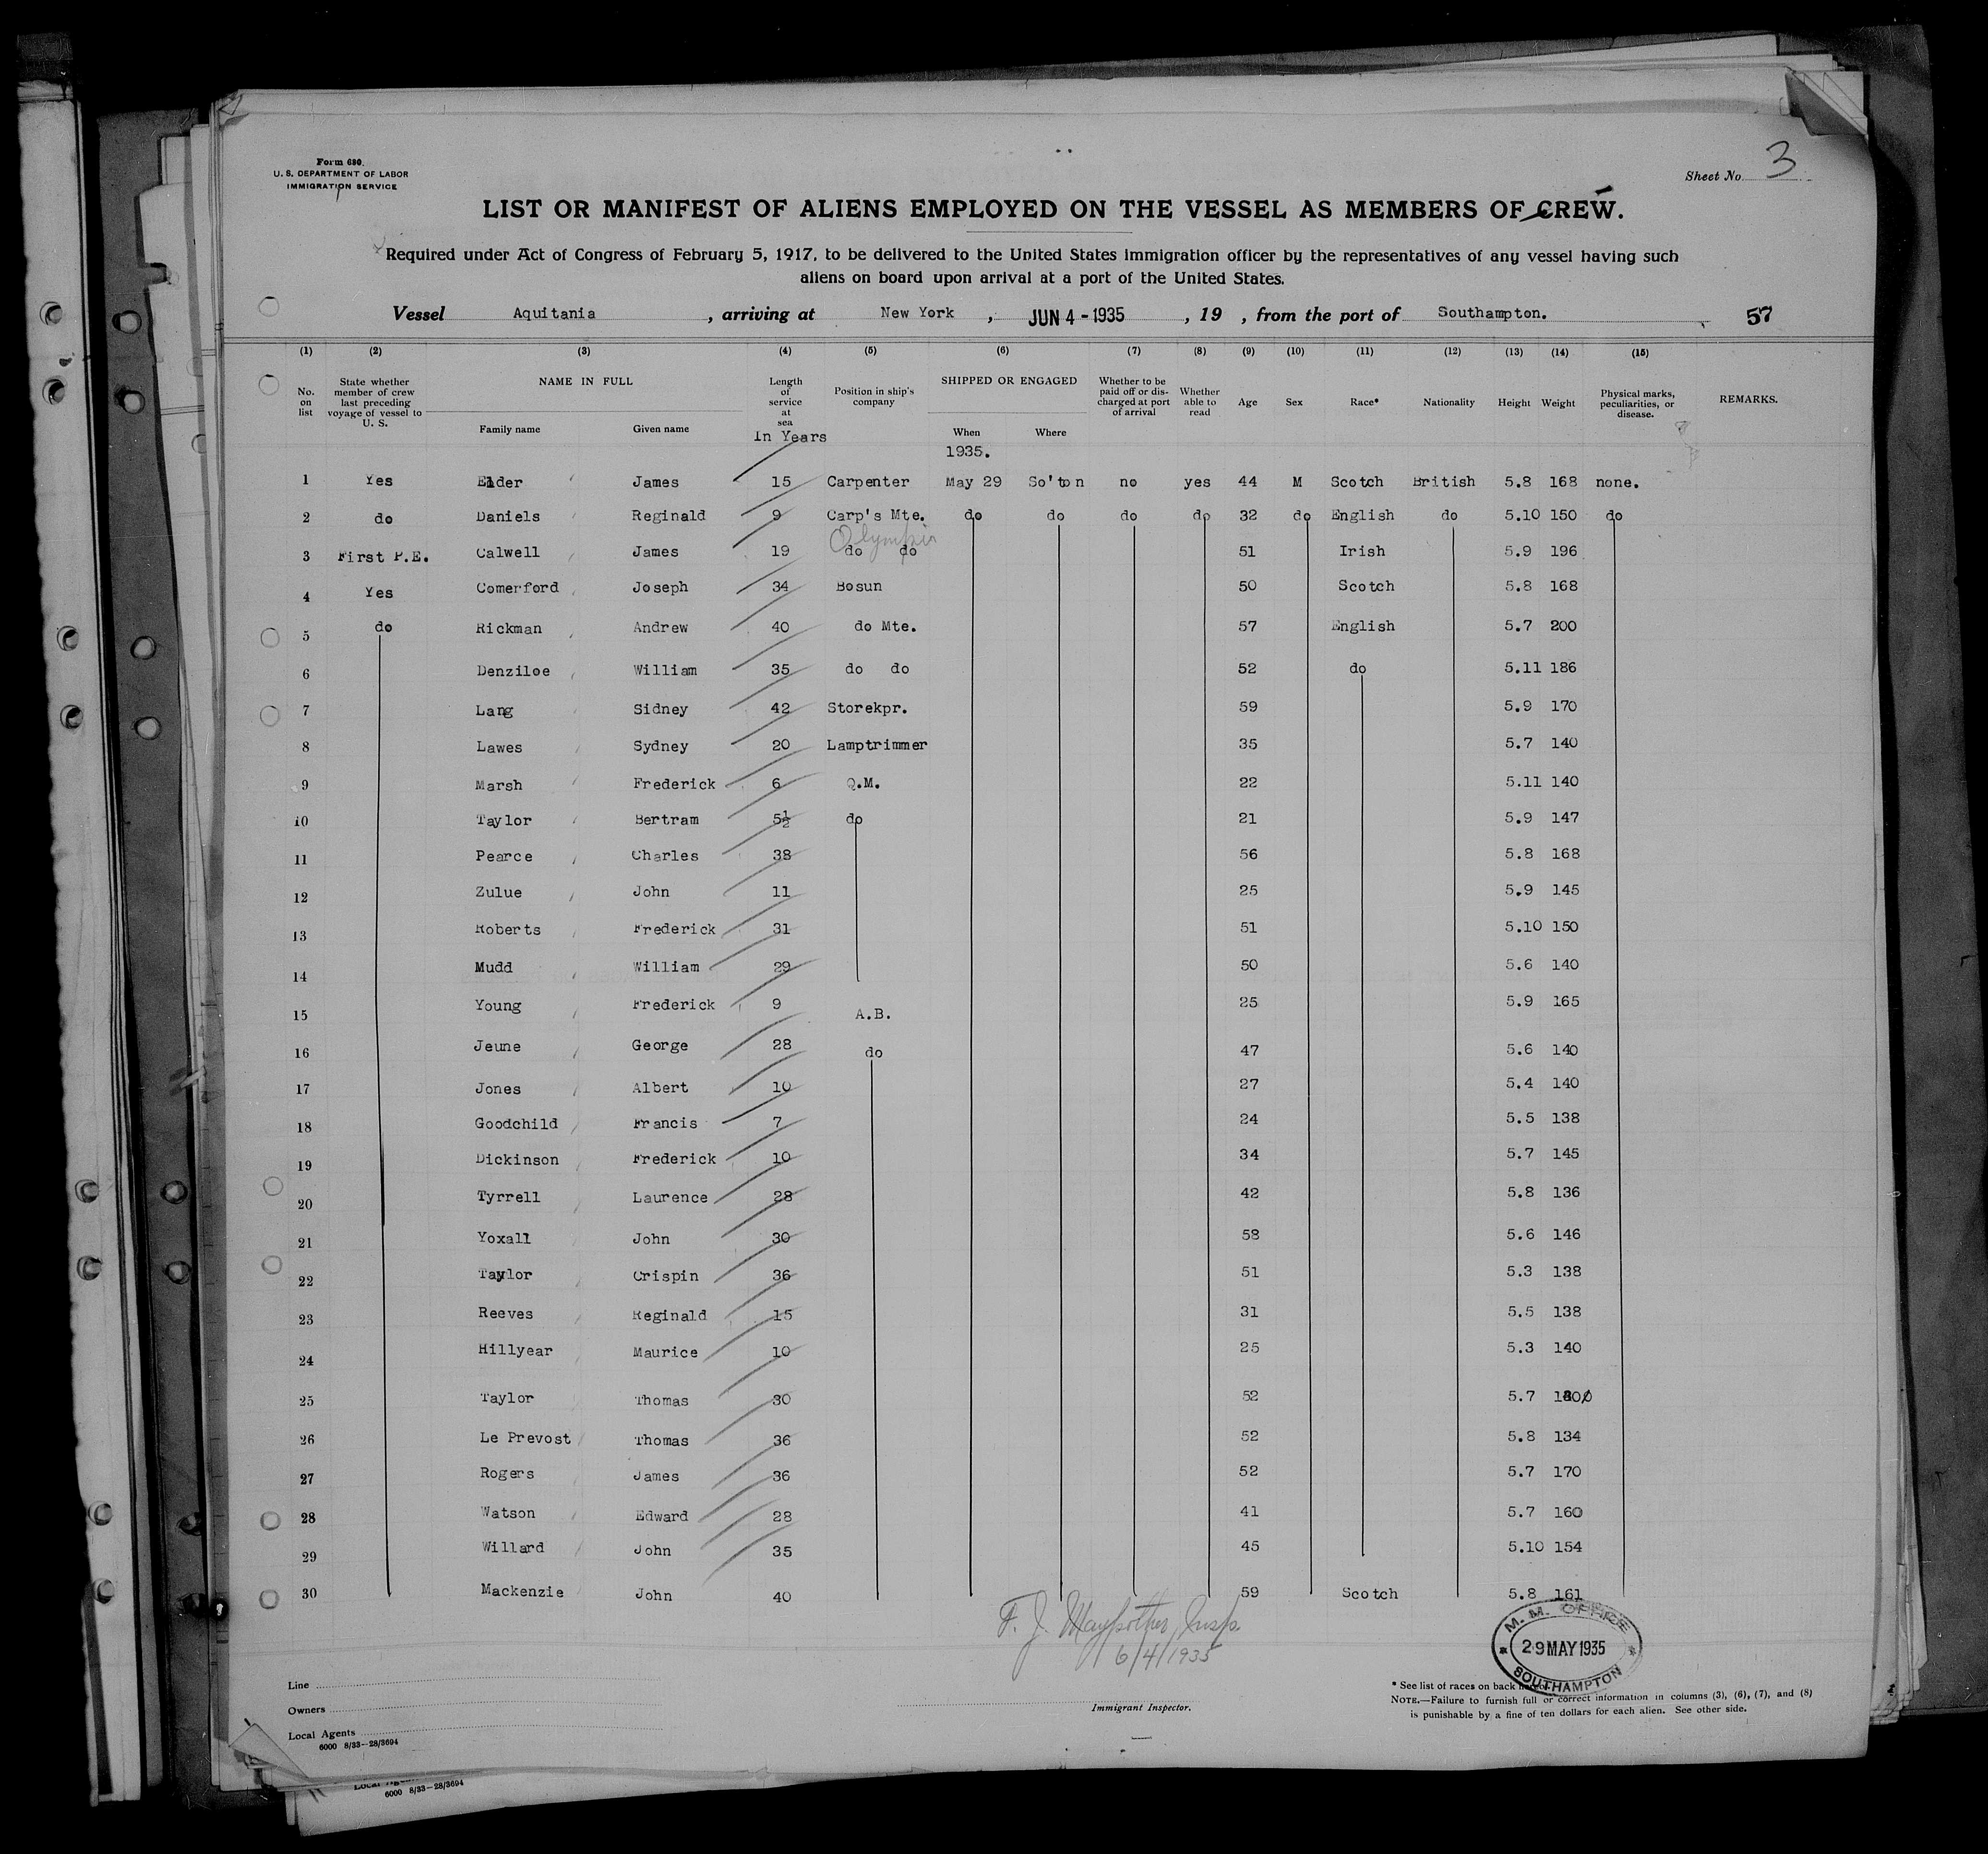 Form 680.
U. S. DEPARTMENT OF LABOR
IMMIGRATION SERVICE
Sheet No. 3
LIST OR MANIFEST OF ALIENS EMPLOYED ON THE VESSEL AS MEMBERS OF CREW.
Required under Act of Congress of February 5, 1917, to be delivered to the United States immigration officer by the representatives of any vessel having such
aliens on board upon arrival at a port of the United States.
Vessel Aquitania, arriving at New York, JUN 4 - 1935, 19 , from the port of Southampton. 57
(1) (2) (3) (4) (5) (6) (7) (8) (9) (10) (11) (12) (13) (14) (15)
No. on list State whether member of crew last preceding voyage of vessel to U. S. NAME IN FULL Family name Given name Length of service at sea In Years Position in ship's company SHIPPED OR ENGAGED When Where Whether to be paid off or discharged at port of arrival Whether able to read Age Sex Race* Nationality Height Weight Physical marks, peculiarities, or disease. REMARKS.
1935.
1 Yes Elder James 15 Carpenter May 29 So'ton no yes 44 M Scotch British 5.8 168 none.
2 do Daniels Reginald 9 Carp's Mte. do do do do 32 do English do 5.10 150 do
Olympic
3 First P.E. Calwell James 19 do do 51 Irish 5.9 196
4 Yes Comerford Joseph 34 Bosun 50 Scotch 5.8 168
5 do Rickman Andrew 40 do Mte. 57 English 5.7 200
6 Denziloe William 35 do do 52 do 5.11 186
7 Lang Sidney 42 Storekpr. 59 5.9 170
8 Lawes Sydney 20 Lamptrimmer 35 5.7 140
9 Marsh Frederick 6 Q.M. 22 5.11 140
10 Taylor Bertram 5½ do 21 5.9 147
11 Pearce Charles 38 56 5.8 168
12 Zulue John 11 25 5.9 145
13 Roberts Frederick 31 51 5.10 150
14 Mudd William 29 50 5.6 140
15 Young Frederick 9 A.B. 25 5.9 165
16 Jeune George 28 do 47 5.6 140
17 Jones Albert 10 27 5.4 140
18 Goodchild Francis 7 24 5.5 138
19 Dickinson Frederick 10 34 5.7 145
20 Tyrrell Laurence 28 42 5.8 136
21 Yoxall John 30 58 5.6 146
22 Taylor Crispin 36 51 5.3 138
23 Reeves Reginald 15 31 5.5 138
24 Hillyear Maurice 10 25 5.3 140
25 Taylor Thomas 30 52 5.7
26 Le Prevost Thomas 36 52 5.8 134
27 Rogers James 36 52 5.7 170
28 Watson Edward 28 41 5.7 160
29 Willard John 35 45 5.10 154
30 Mackenzie John 40 59 Scotch 5.8 161
F. J. Insp.
6/4/1935
M. M. OFFICE
29 MAY 1935
SOUTHAMPTON
Line
Owners
Local Agents
6000 8/33-28/3694
Immigrant Inspector.
* See list of races on back
NOTE.—Failure to furnish full or correct information in columns (3), (6), (7), and (8)
is punishable by a fine of ten dollars for each alien. See other side.
6000 8/33-28/3694